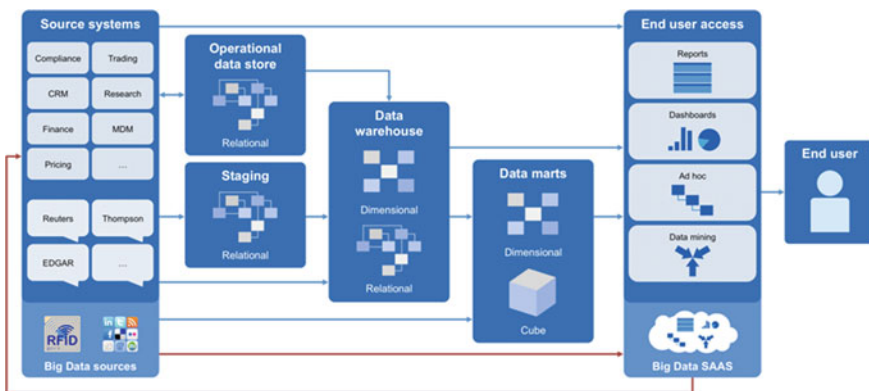 Source systems
Compliance
Trading
CRM
Research
Finance
MDM
Pricing
...
Reuters
Thompson
EDGAR
...
RFID
Big Data sources
Operational
data store
Relational
Staging
Relational
Data
warehouse
Dimensional
Relational
Data marts
Dimensional
Cube
End user access
Reports
Dashboards
Ad hoc
Data mining
Big Data SAAS
End user